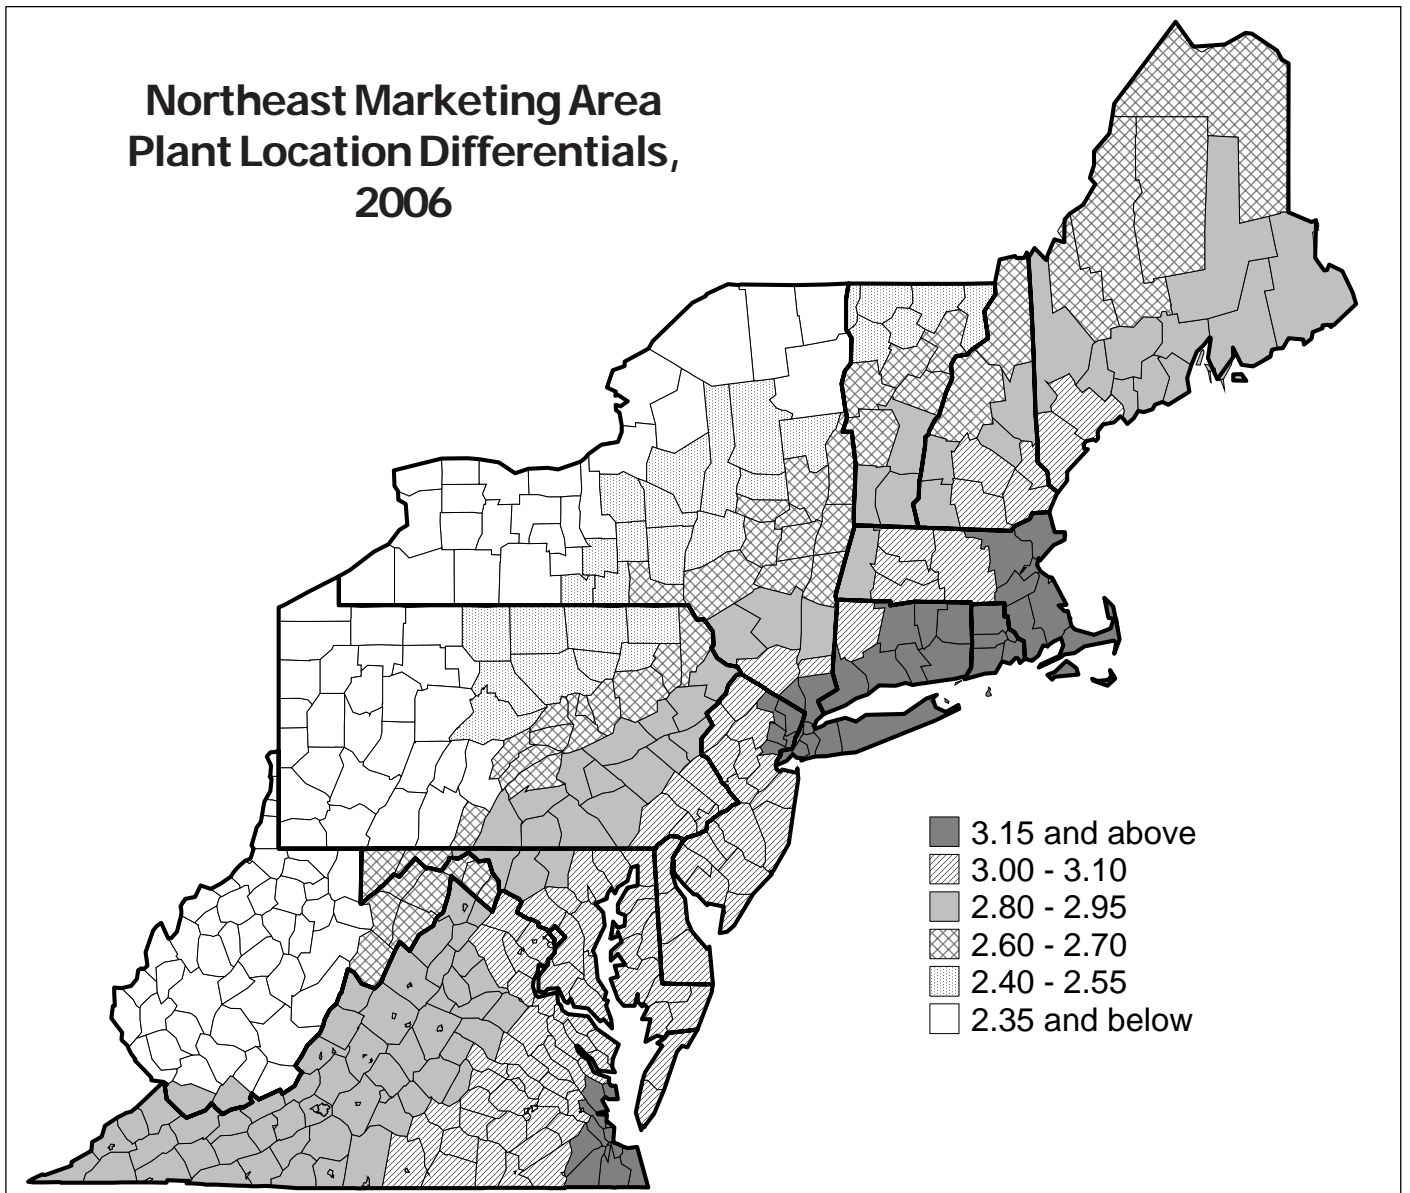 Northeast Marketing Area
Plant Location Differentials,
2006
3.15 and above
3.00 - 3.10
2.80 - 2.95
2.60 - 2.70
2.40 - 2.55
2.35 and below